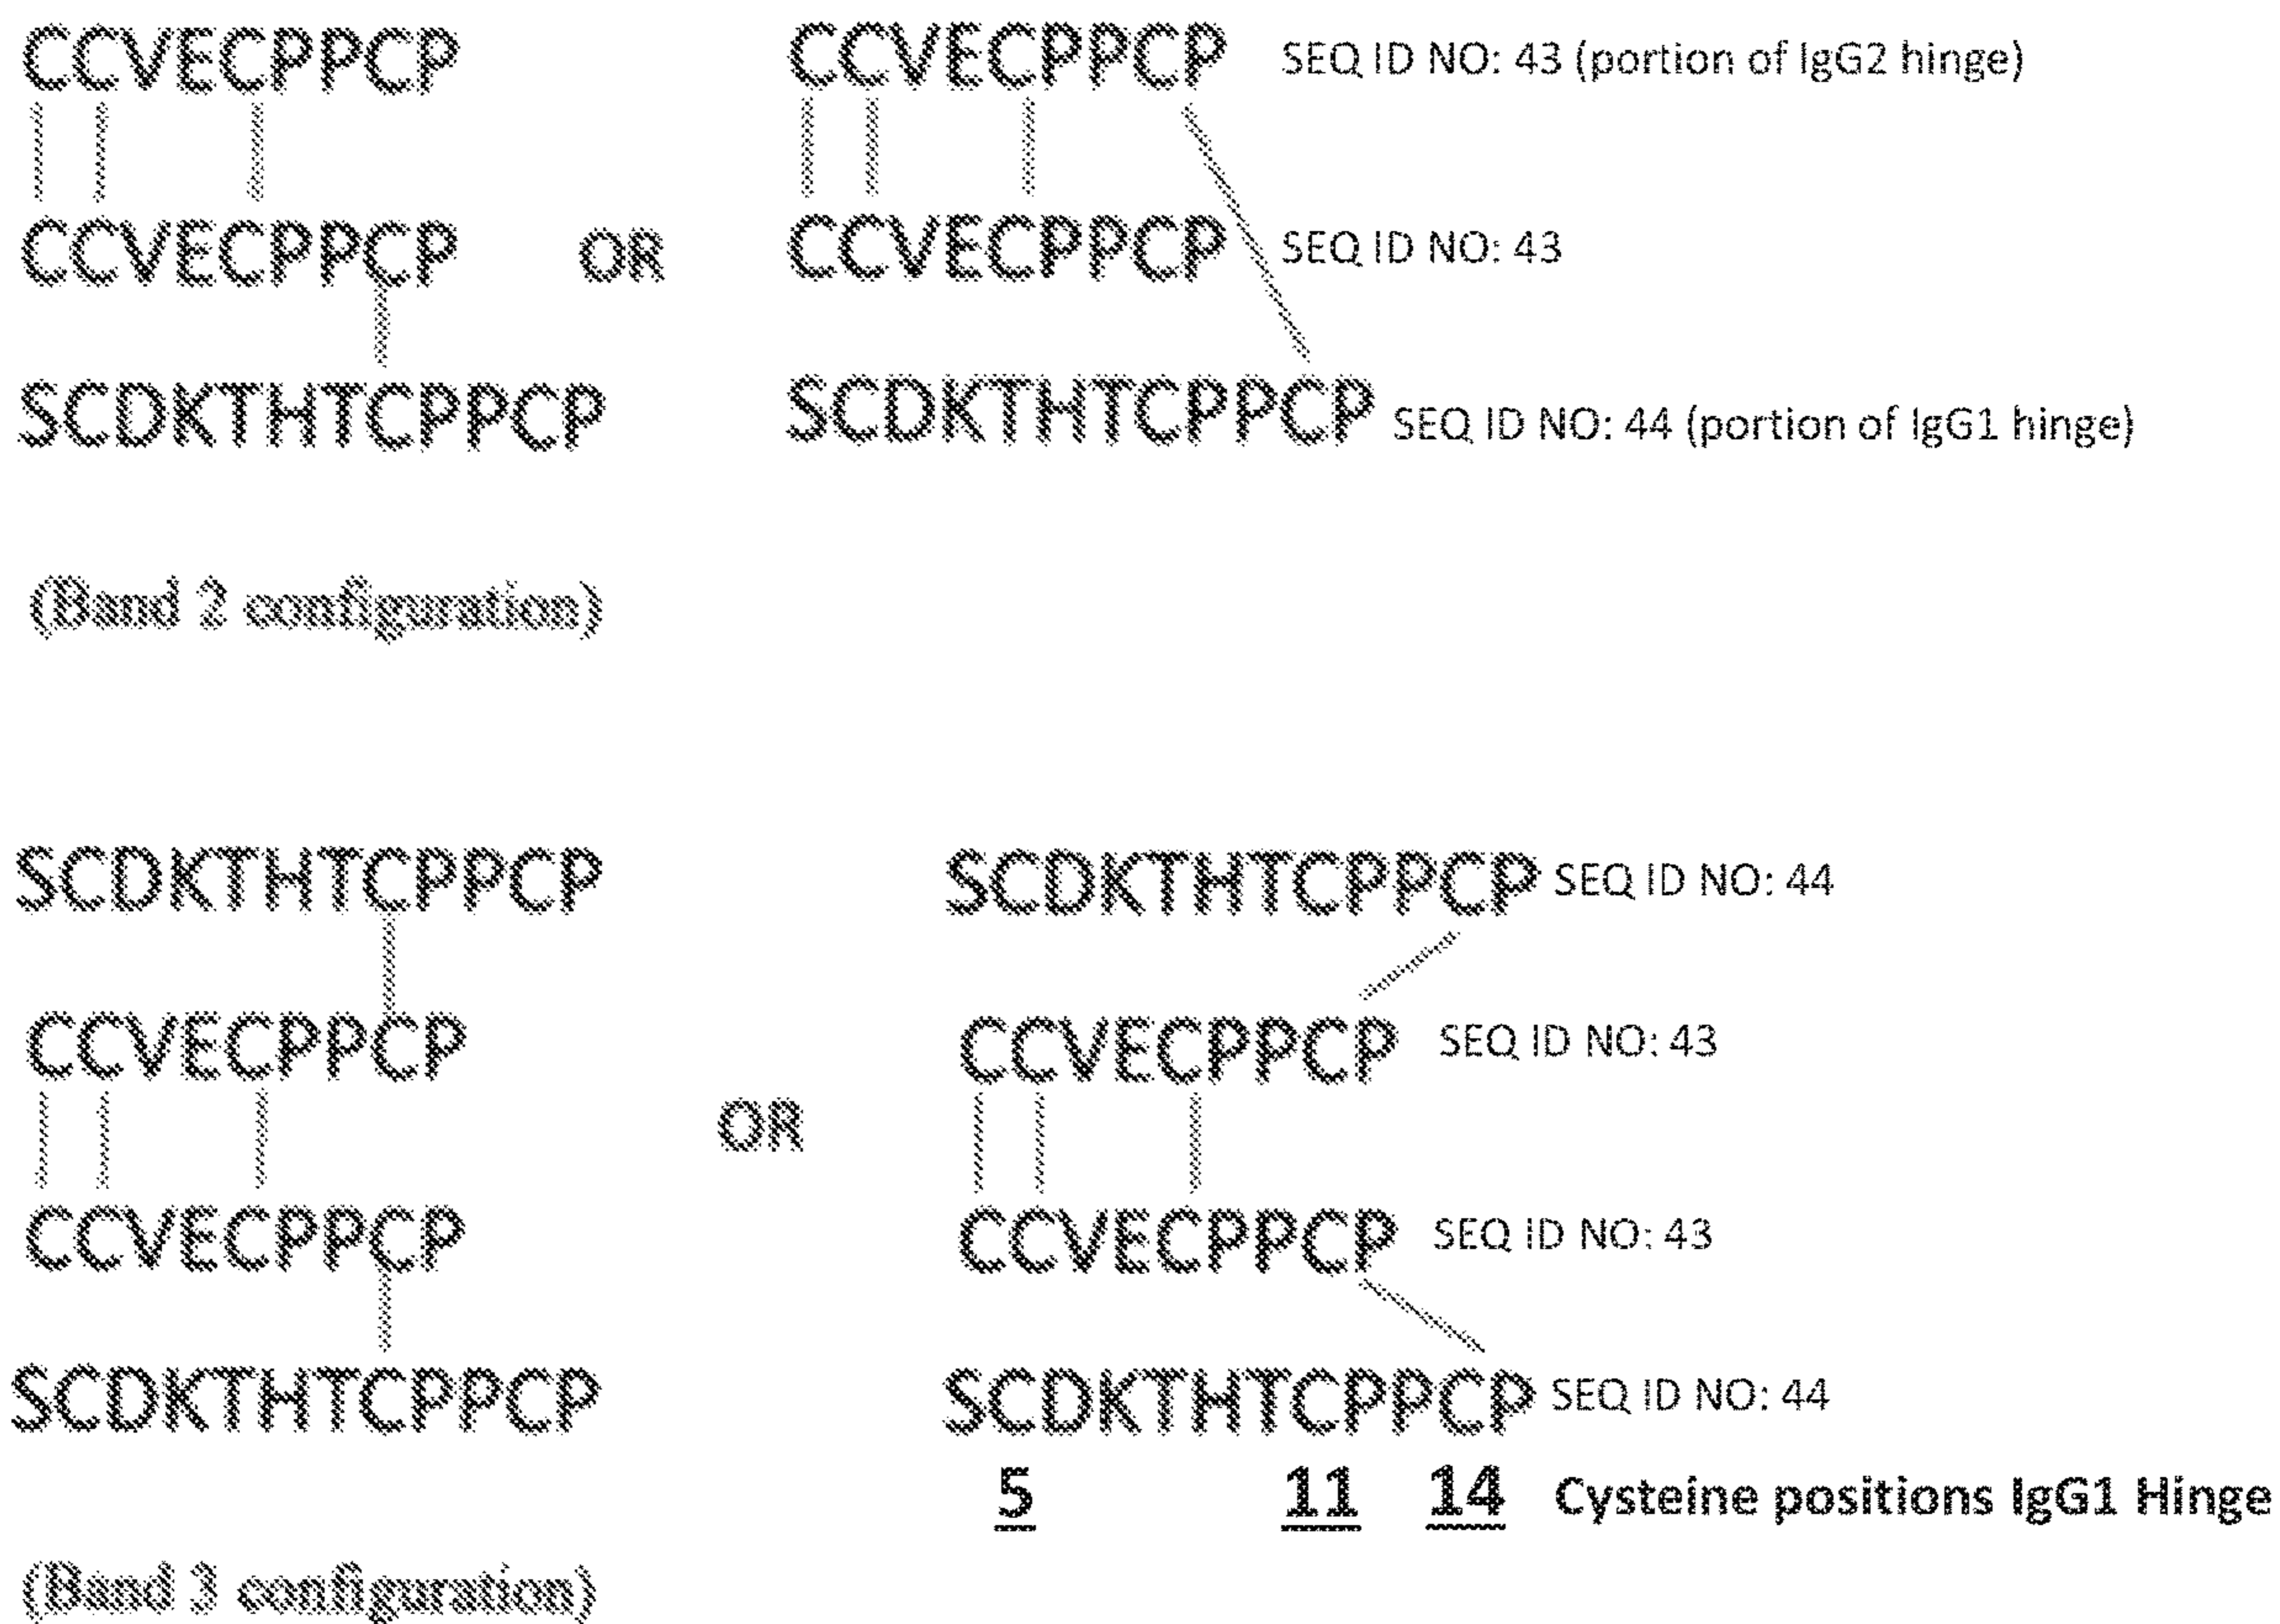 CCVECPPCP CCVECPPCP SEQ ID NO: 43 (portion of IgG2 hinge)
CCVECPPCP OR CCVECPPCP SEQ ID NO: 43
SCDKTHTCPPCP SCDKTHTCPPCP SEQ ID NO: 44 (portion of IgG1 hinge)
(Band 2 configuration)
SCDKTHTCPPCP SCDKTHTCPPCP SEQ ID NO: 44
CCVECPPCP CCVECPPCP SEQ ID NO: 43
OR
CCVECPPCP CCVECPPCP SEQ ID NO: 43
SCDKTHTCPPCP SCDKTHTCPPCP SEQ ID NO: 44
5 11 14 Cysteine positions IgG1 Hinge
(Band 3 configuration)